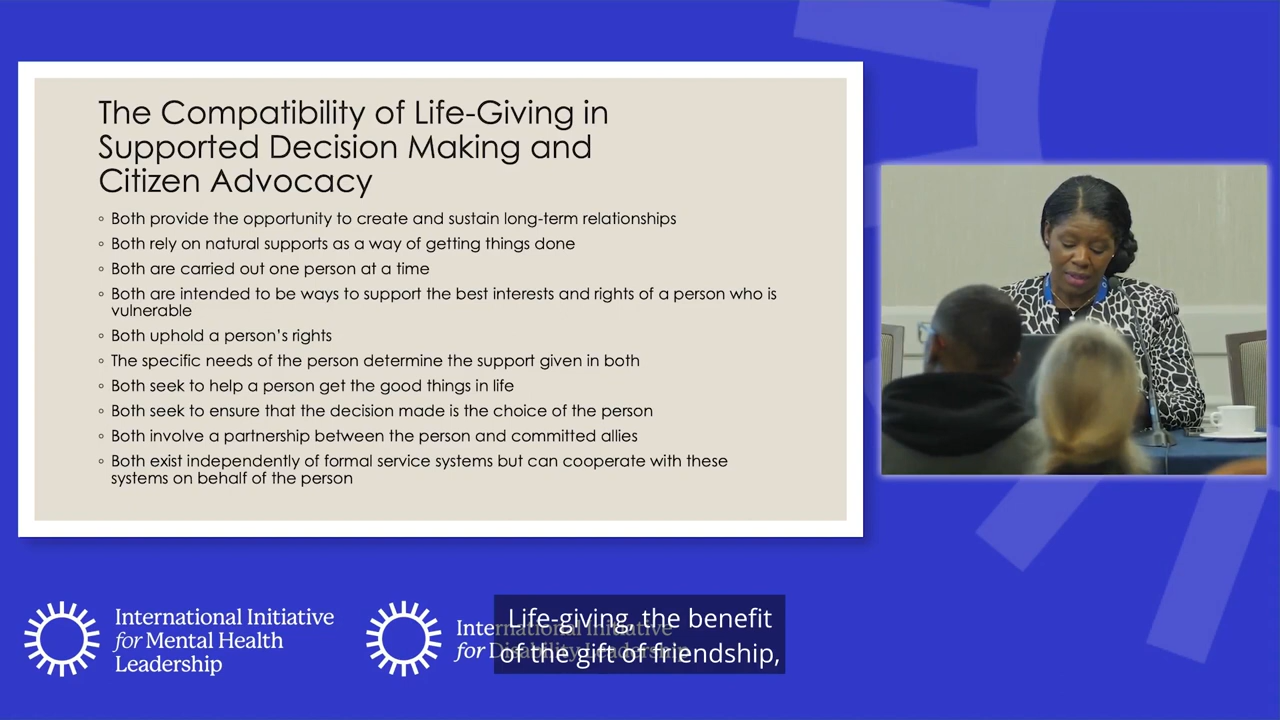 The Compatibility of Life-Giving in
Supported Decision Making and
Citizen Advocacy
◦ Both provide the opportunity to create and sustain long-term relationships
◦ Both rely on natural supports as a way of getting things done
◦ Both are carried out one person at a time
◦ Both are intended to be ways to support the best interests and rights of a person who is
vulnerable
◦ Both uphold a person’s rights
◦ The specific needs of the person determine the support given in both
◦ Both seek to help a person get the good things in life
◦ Both seek to ensure that the decision made is the choice of the person
◦ Both involve a partnership between the person and committed allies
◦ Both exist independently of formal service systems but can cooperate with these
systems on behalf of the person
International Initiative
for Mental Health
Leadership
International Initiative
for Disability Leadership
Life-giving, the benefit
of the gift of friendship,